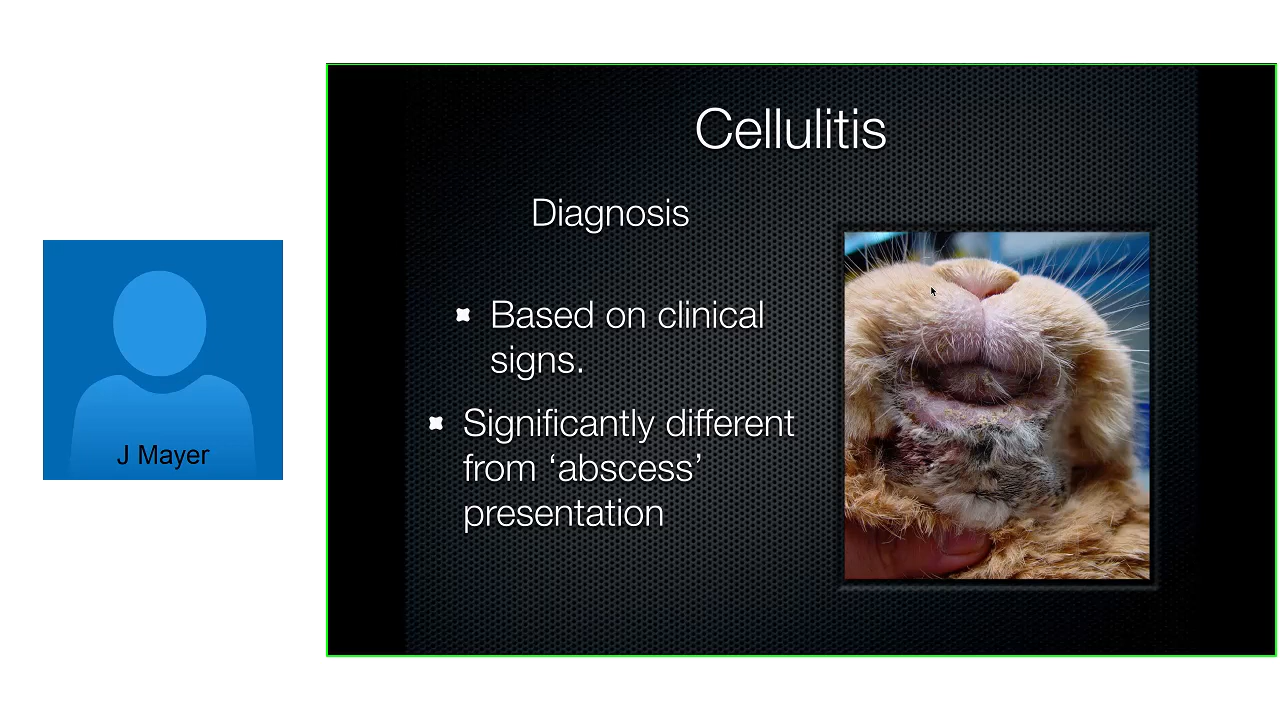 Cellulitis
Diagnosis
Based on clinical
signs.
Significantly different
from ‘abscess’
presentation
J Mayer